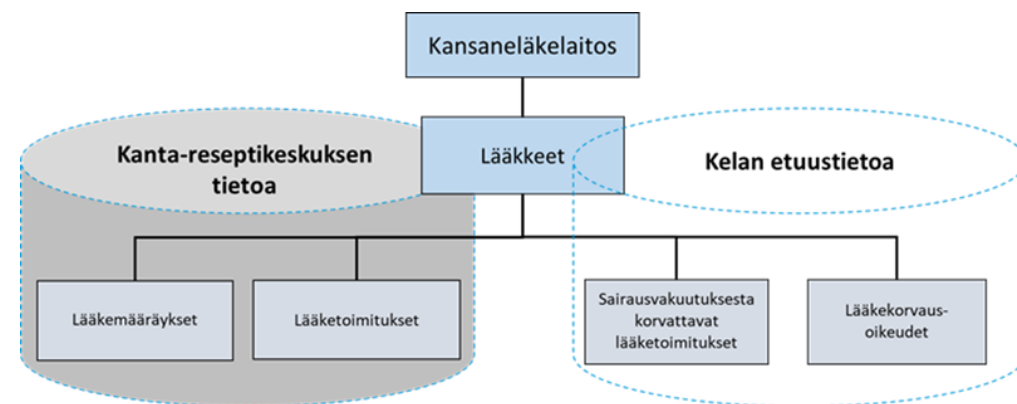 Kansaneläkelaitos
Kanta-reseptikeskuksen
tietoa
Lääkkeet
Kelan etuustietoa
Lääkemääräykset
Lääketoimitukset
Sairausvakuutuksesta
korvattavat
lääketoimitukset
Lääkekorvaus-
oikeudet